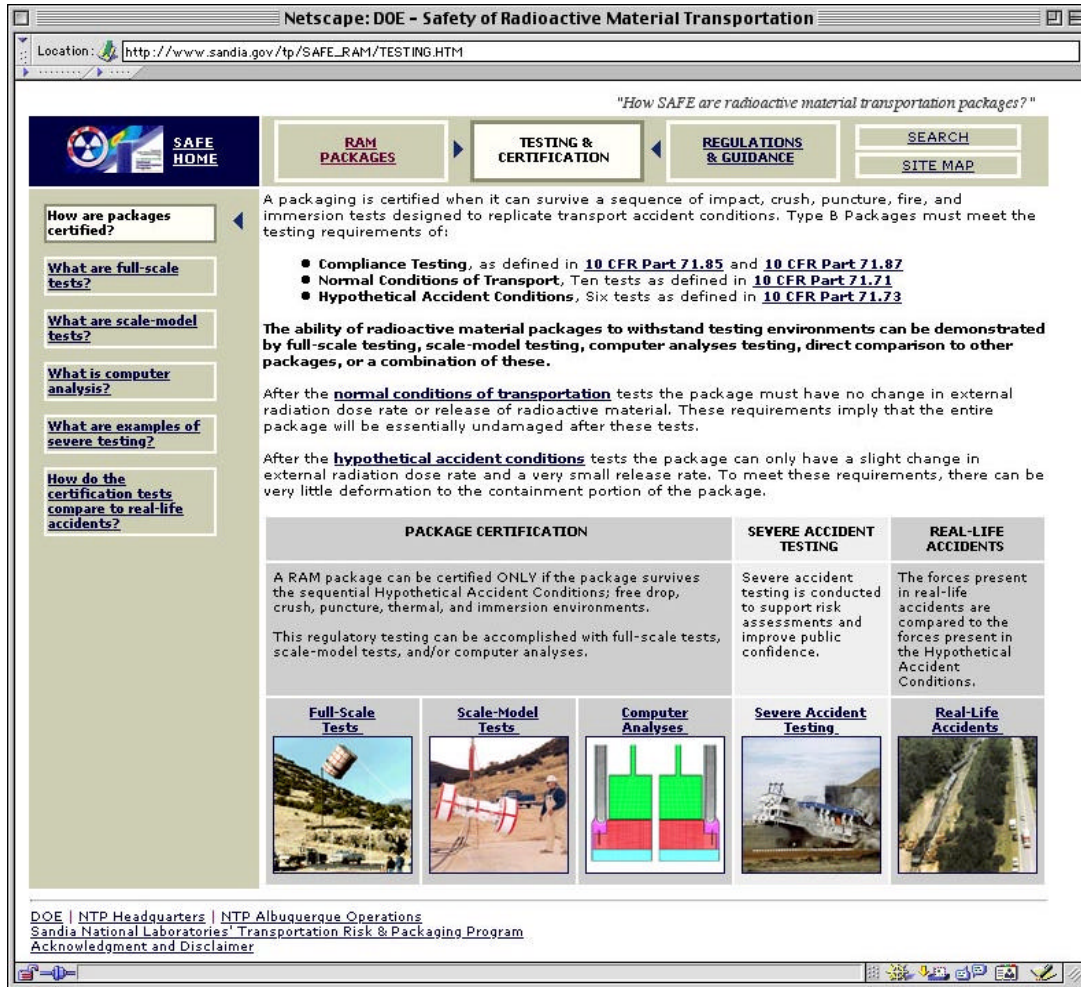 Netscape: DOE - Safety of Radioactive Material Transportation
Location: http://www.sandia.gov/tp/SAFE_RAM/TESTING.HTM
"How SAFE are radioactive material transportation packages?"
SAFE
HOME
RAM
PACKAGES
TESTING &
CERTIFICATION
REGULATIONS
& GUIDANCE
SEARCH
SITE MAP
How are packages
certified?
What are full-scale
tests?
What are scale-model
tests?
What is computer
analysis?
What are examples of
severe testing?
How do the
certification tests
compare to real-life
accidents?
A packaging is certified when it can survive a sequence of impact, crush, puncture, fire, and
immersion tests designed to replicate transport accident conditions. Type B Packages must meet the
testing requirements of:
● Compliance Testing, as defined in 10 CFR Part 71.85 and 10 CFR Part 71.87
● Normal Conditions of Transport, Ten tests as defined in 10 CFR Part 71.71
● Hypothetical Accident Conditions, Six tests as defined in 10 CFR Part 71.73
The ability of radioactive material packages to withstand testing environments can be demonstrated
by full-scale testing, scale-model testing, computer analyses testing, direct comparison to other
packages, or a combination of these.
After the normal conditions of transportation tests the package must have no change in external
radiation dose rate or release of radioactive material. These requirements imply that the entire
package will be essentially undamaged after these tests.
After the hypothetical accident conditions tests the package can only have a slight change in
external radiation dose rate and a very small release rate. To meet these requirements, there can be
very little deformation to the containment portion of the package.
PACKAGE CERTIFICATION
A RAM package can be certified ONLY if the package survives
the sequential Hypothetical Accident Conditions; free drop,
crush, puncture, thermal, and immersion environments.
This regulatory testing can be accomplished with full-scale tests,
scale-model tests, and/or computer analyses.
SEVERE ACCIDENT
TESTING
Severe accident
testing is conducted
to support risk
assessments and
improve public
confidence.
REAL-LIFE
ACCIDENTS
The forces present
in real-life
accidents are
compared to the
forces present in
the Hypothetical
Accident
Conditions.
Full-Scale
Tests
Scale-Model
Tests
Computer
Analyses
Severe Accident
Testing
Real-Life
Accidents
DOE | NTP Headquarters | NTP Albuquerque Operations
Sandia National Laboratories' Transportation Risk & Packaging Program
Acknowledgment and Disclaimer